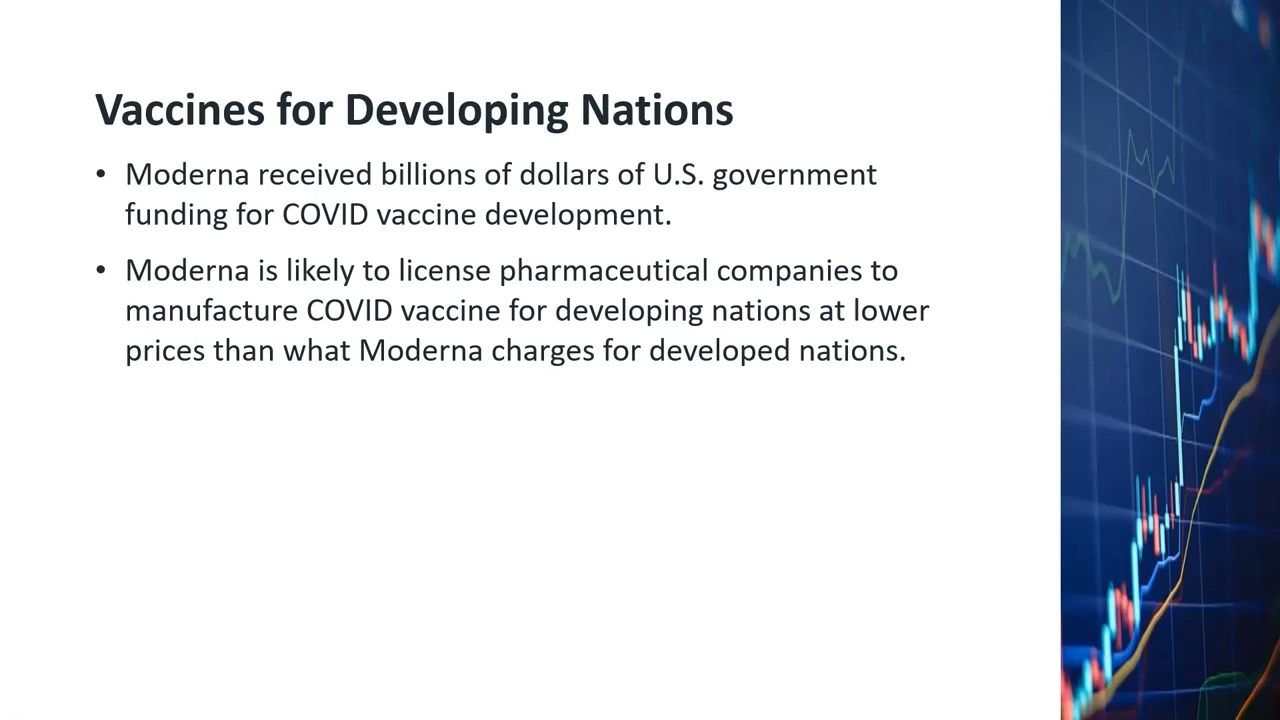 Vaccines for Developing Nations
• Moderna received billions of dollars of U.S. government
funding for COVID vaccine development.
• Moderna is likely to license pharmaceutical companies to
manufacture COVID vaccine for developing nations at lower
prices than what Moderna charges for developed nations.